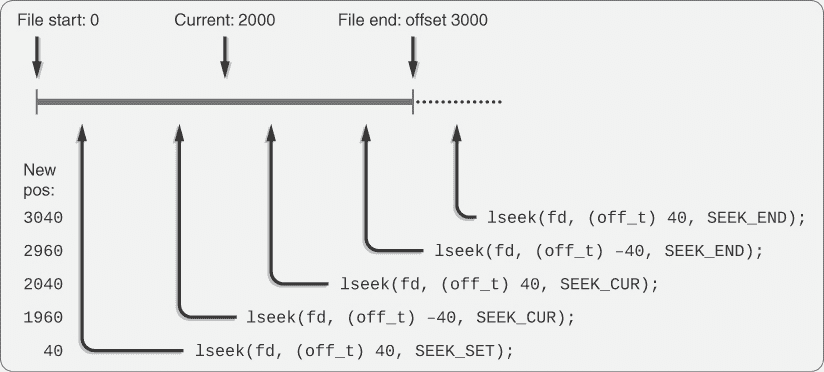 File start: 0 Current: 2000 File end: offset 3000
New
pos:
3040 lseek(fd, (off_t) 40, SEEK_END);
2960 lseek(fd, (off_t) –40, SEEK_END);
2040 lseek(fd, (off_t) 40, SEEK_CUR);
1960 lseek(fd, (off_t) –40, SEEK_CUR);
40 lseek(fd, (off_t) 40, SEEK_SET);